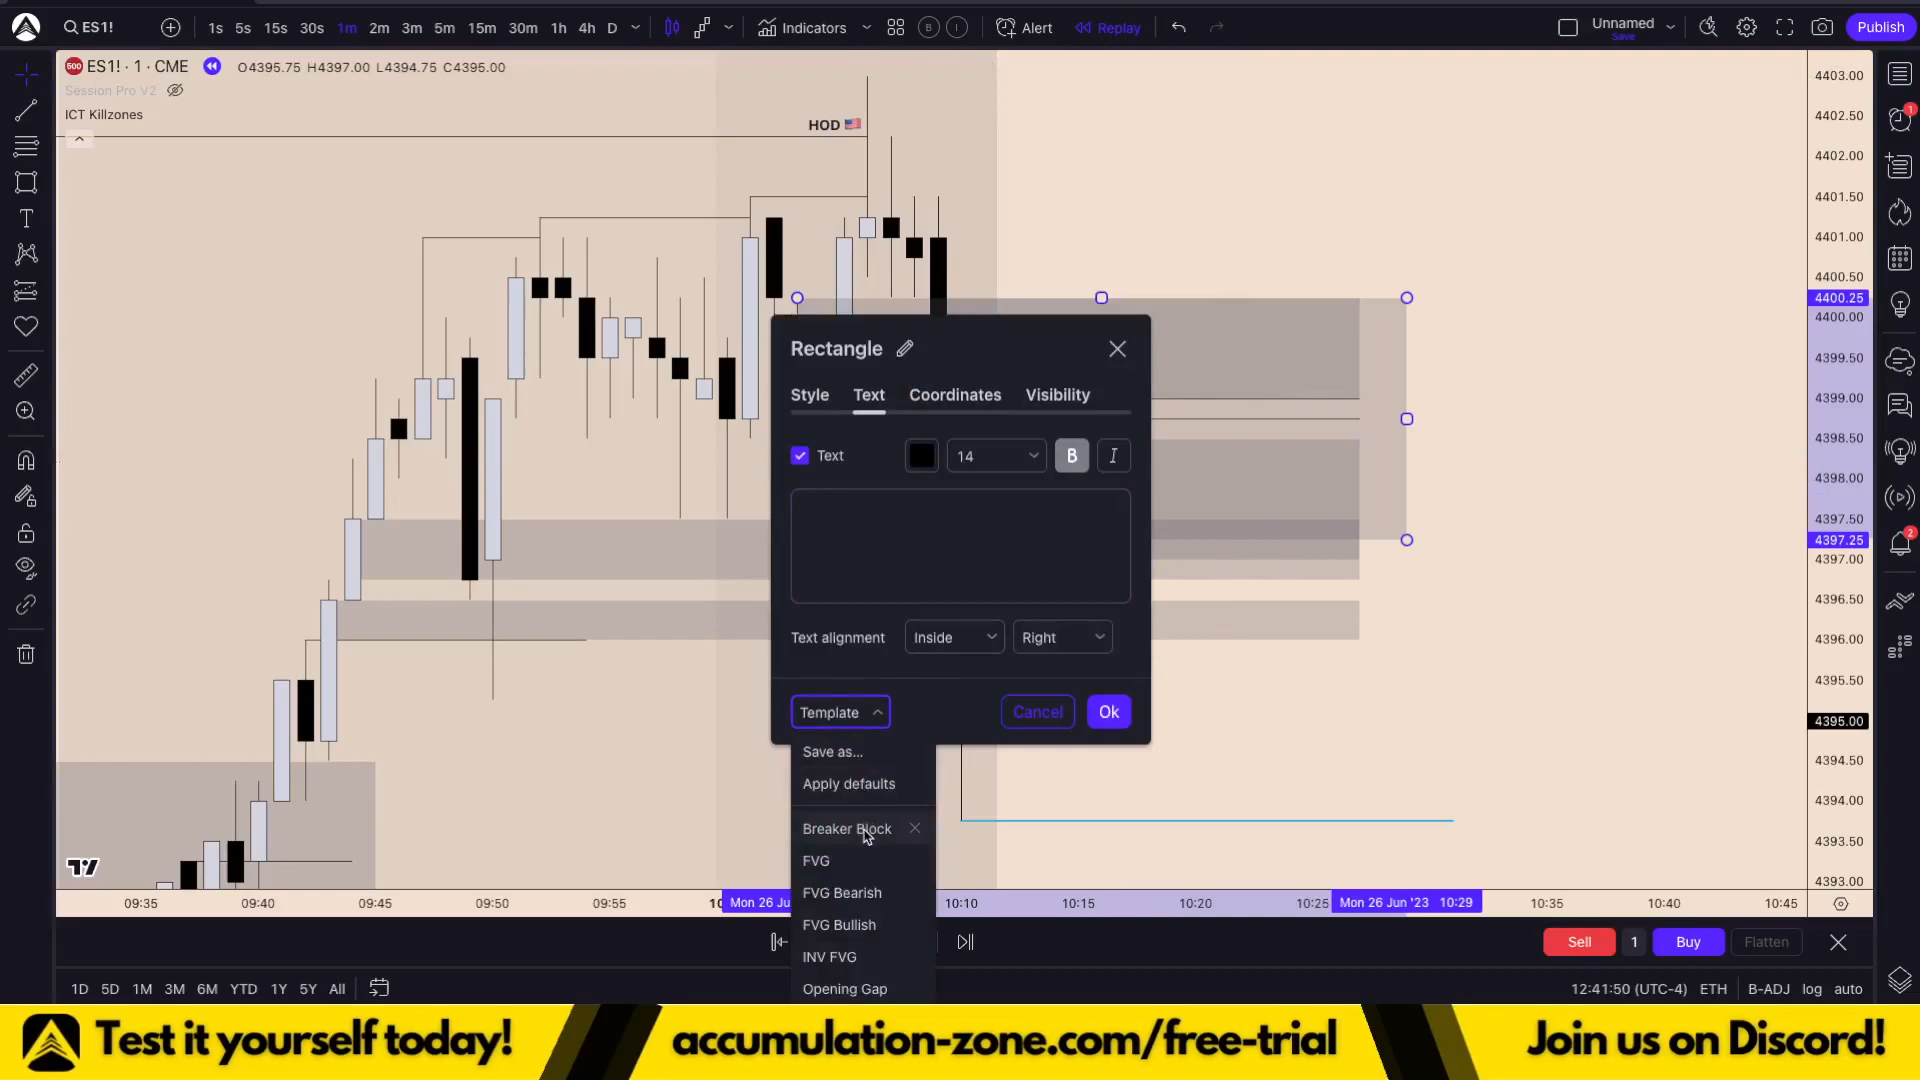 ES1!
1s 5s 15s 30s 1m 2m 3m 5m 15m 30m 1h 4h D
Indicators
B
I
Alert
Replay
Unnamed
Save
Publish
500
ES1! · 1 · CME
O4395.75 H4397.00 L4394.75 C4395.00
Session Pro V2
ICT Killzones
HOD 🇺🇸
4403.00
4402.50
4402.00
4401.50
4401.00
4400.50
4400.25
4400.00
4399.50
4399.00
4398.50
4398.00
4397.50
4397.25
4397.00
4396.50
4396.00
4395.50
4395.00
4394.50
4394.00
4393.50
4393.00
1
2
Rectangle
Style Text Coordinates Visibility
Text
14
B
I
Text alignment
Inside
Right
Template
Cancel
Ok
Save as...
Apply defaults
Breaker Block
FVG
FVG Bearish
FVG Bullish
INV FVG
Opening Gap
09:35 09:40 09:45 09:50 09:55 Mon 26 Ju 10:10 10:15 10:20 10:25 Mon 26 Jun '23 10:29 10:35 10:40 10:45
Sell
1
Buy
Flatten
1D 5D 1M 3M 6M YTD 1Y 5Y All
12:41:50 (UTC-4) ETH B-ADJ log auto
Test it yourself today!
accumulation-zone.com/free-trial
Join us on Discord!